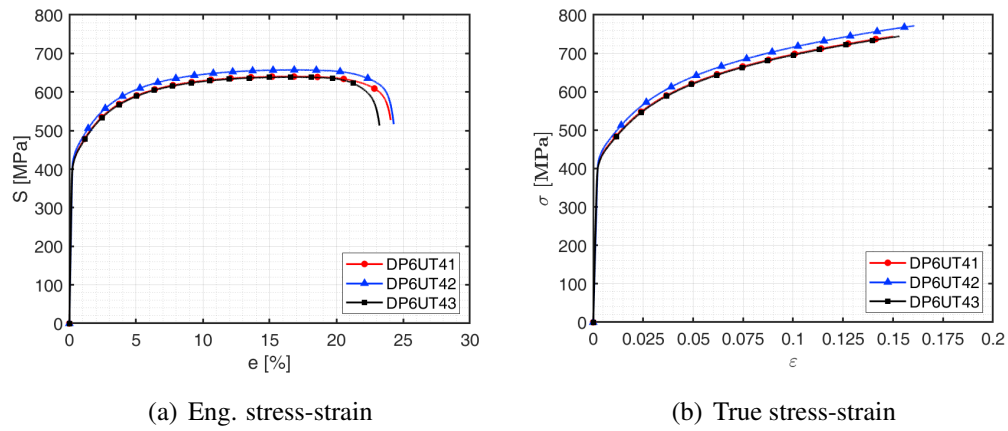 800
700
600
500
400
300
200
100
0
S [MPa]
0 5 10 15 20 25 30
e [%]
DP6UT41
DP6UT42
DP6UT43
(a) Eng. stress-strain
800
700
600
500
400
300
200
100
0
σ [MPa]
0 0.025 0.05 0.075 0.1 0.125 0.15 0.175 0.2
ε
DP6UT41
DP6UT42
DP6UT43
(b) True stress-strain